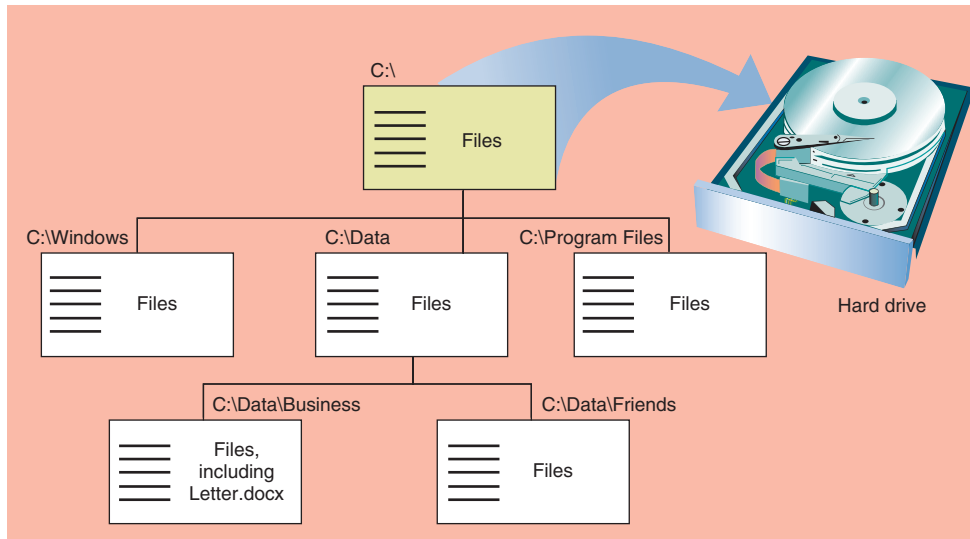 C:\
Files
C:\Windows
C:\Data
C:\Program Files
Files
Files
Files
Hard drive
C:\Data\Business
C:\Data\Friends
Files,
including
Letter.docx
Files